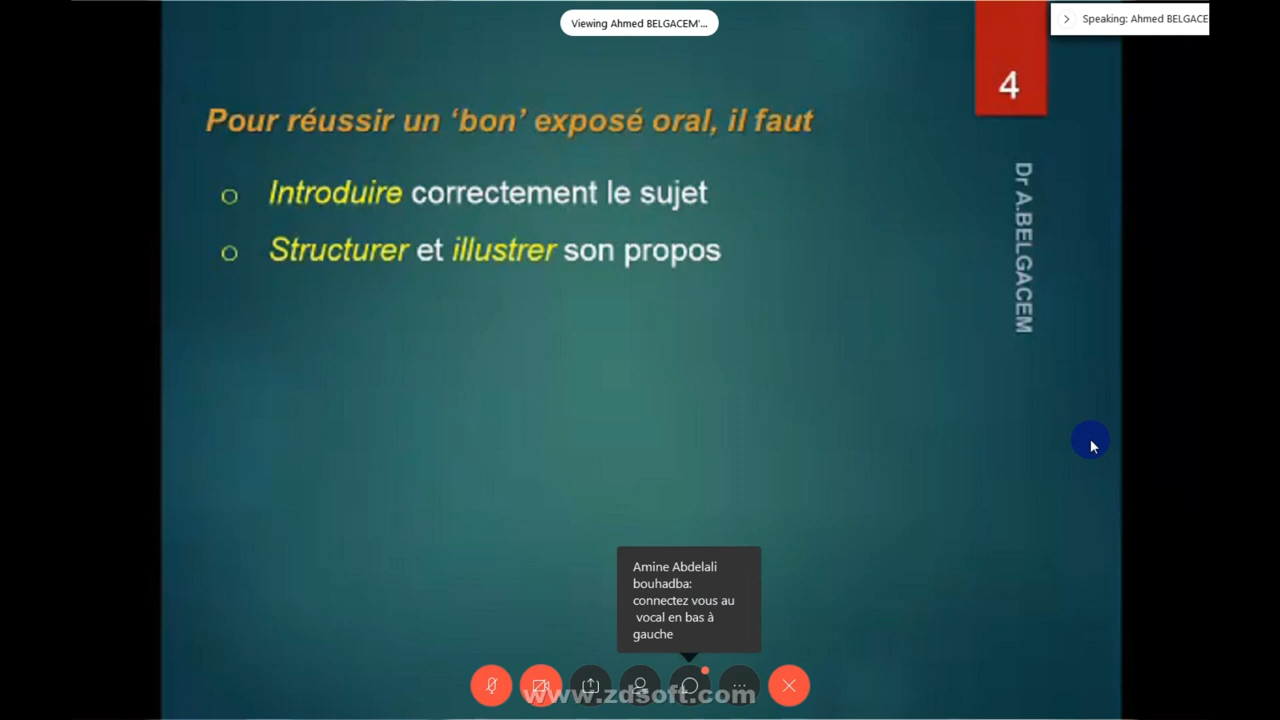 Viewing Ahmed BELGACEM'...
Speaking: Ahmed BELGACE
4
Pour réussir un ‘bon’ exposé oral, il faut
o Introduire correctement le sujet
o Structurer et illustrer son propos
Dr A.BELGACEM
Amine Abdelali
bouhadba:
connectez vous au
vocal en bas à
gauche
www.zdsoft.com